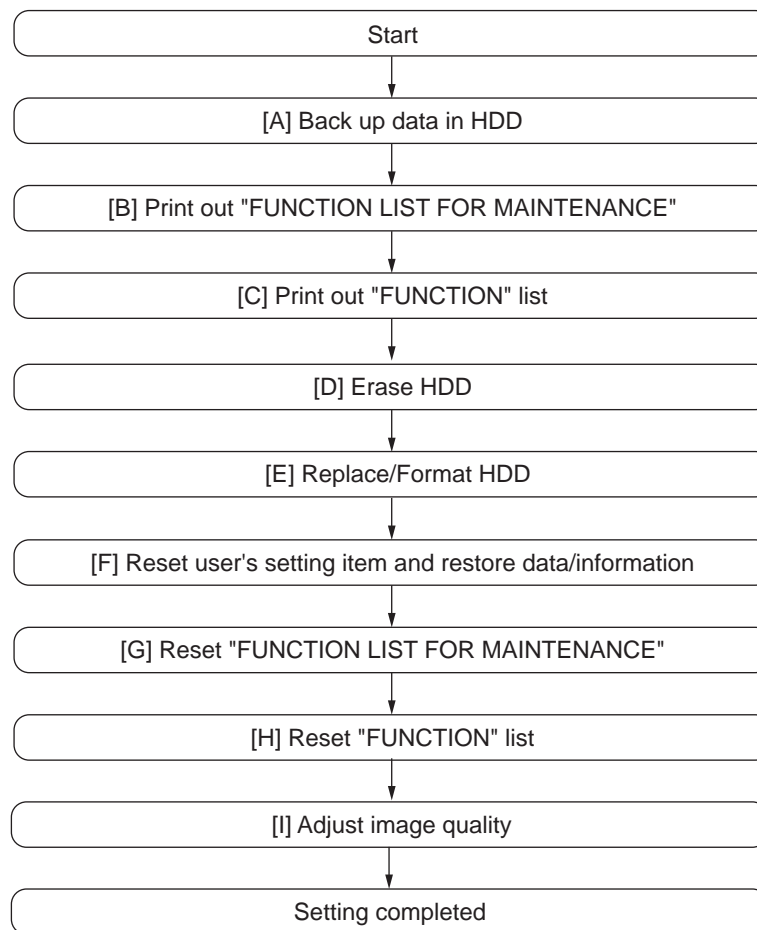 Start
[A] Back up data in HDD
[B] Print out "FUNCTION LIST FOR MAINTENANCE"
[C] Print out "FUNCTION" list
[D] Erase HDD
[E] Replace/Format HDD
[F] Reset user's setting item and restore data/information
[G] Reset "FUNCTION LIST FOR MAINTENANCE"
[H] Reset "FUNCTION" list
[I] Adjust image quality
Setting completed